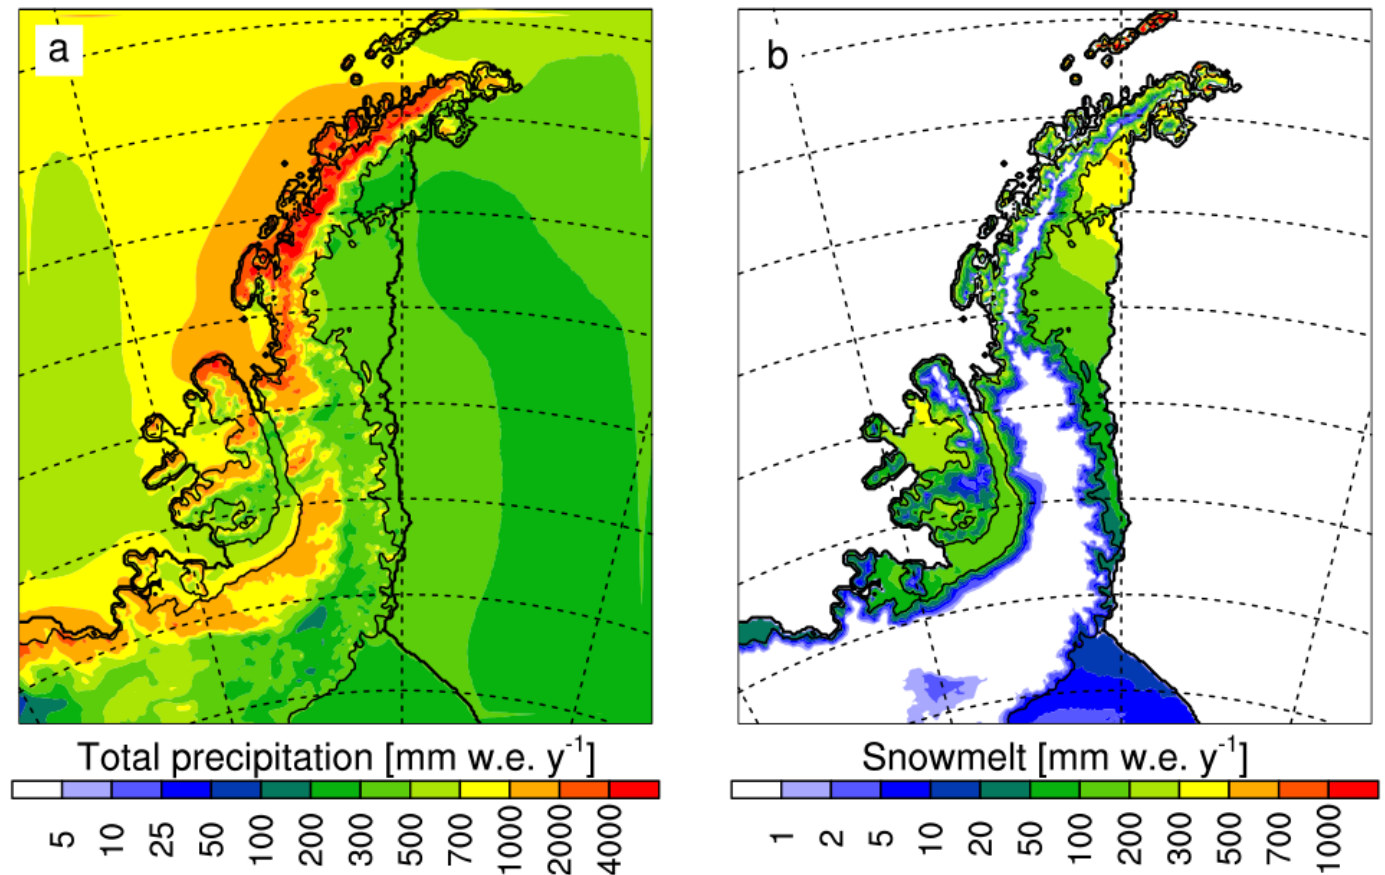 a
b
Total precipitation [mm w.e. y⁻¹]
5 10 25 50 100 200 300 500 700 1000 2000 4000
Snowmelt [mm w.e. y⁻¹]
1 2 5 10 20 50 100 200 300 500 700 1000